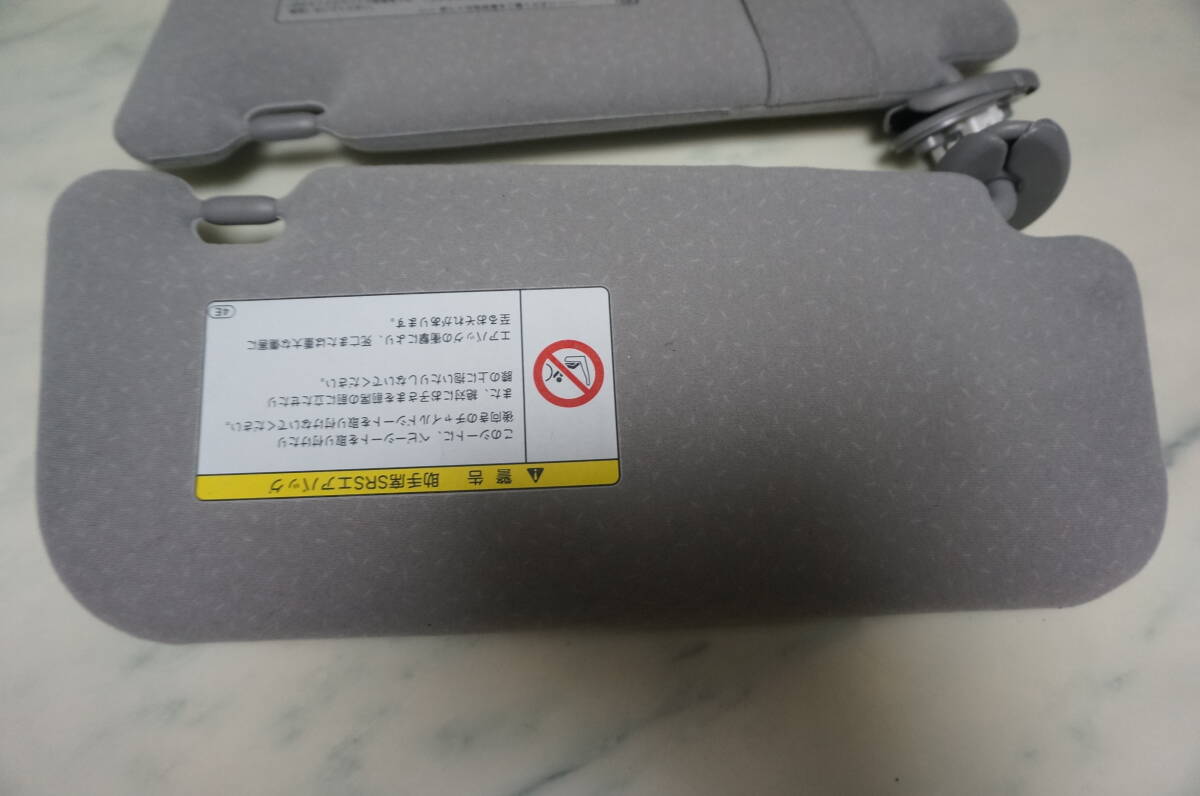 警告 助手席SRSエアバッグ
このシートに、ベビーシートを取り付けたり
後向きのチャイルドシートを取り付けないでください。
また、絶対にお子さまを前席の前に立たせたり
膝の上に抱いたりしないでください。
エアバッグの衝撃により、死亡または重大な傷害に
至るおそれがあります。
4E